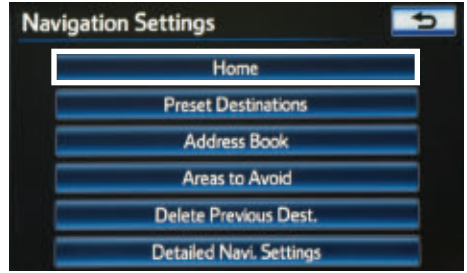 Navigation Settings
Home
Preset Destinations
Address Book
Areas to Avoid
Delete Previous Dest.
Detailed Navi. Settings